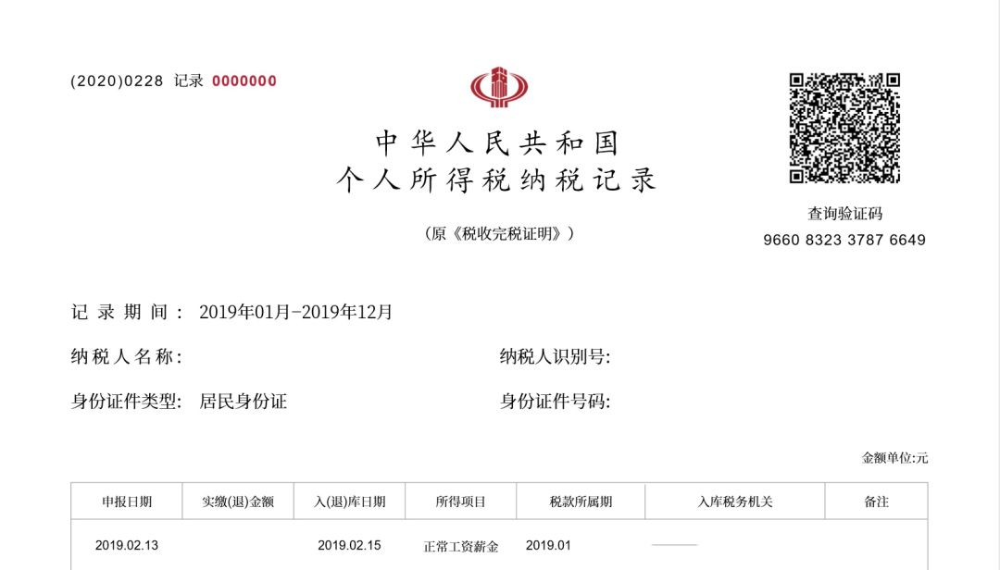 (2020)0228 记录 0000000
中华人民共和国
个人所得税纳税记录
（原《税收完税证明》）
查询验证码
9660 8323 3787 6649
记录期间： 2019年01月-2019年12月
纳税人名称:
纳税人识别号:
身份证件类型: 居民身份证
身份证件号码:
金额单位:元
申报日期 实缴(退)金额 入(退)库日期 所得项目 税款所属期 入库税务机关 备注
2019.02.13 2019.02.15 正常工资薪金 2019.01